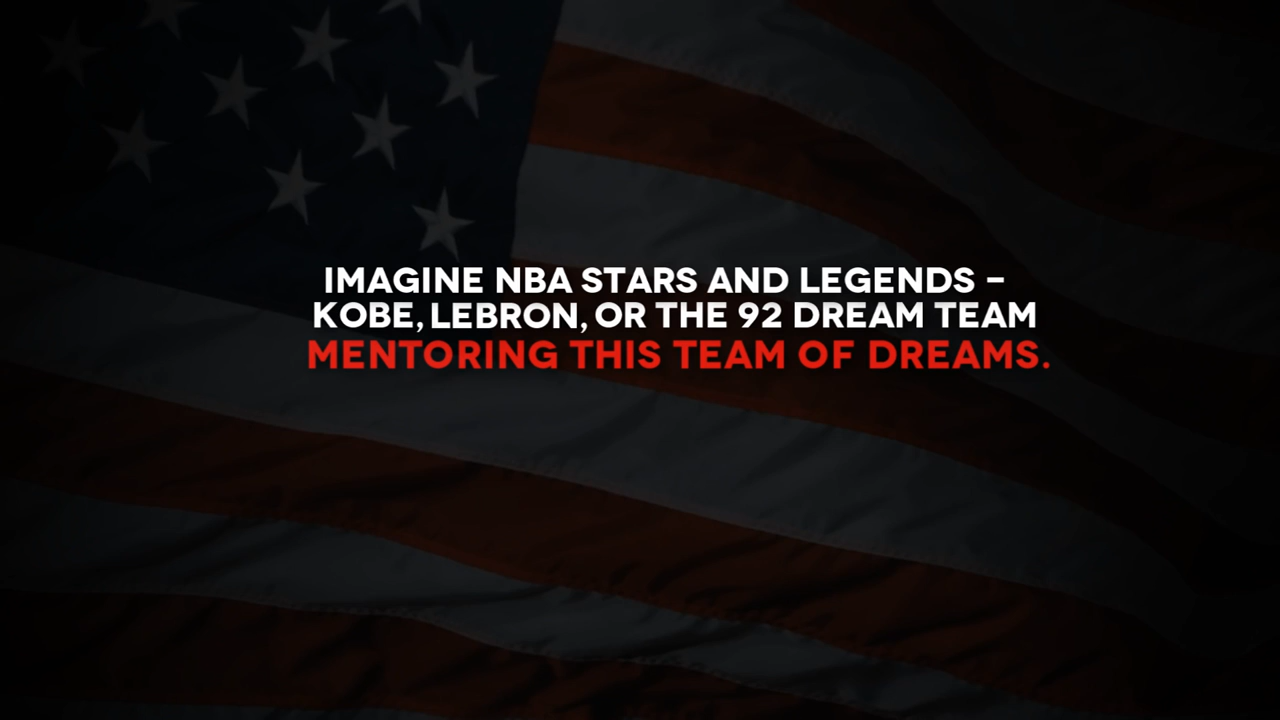 IMAGINE NBA STARS AND LEGENDS –
KOBE, LEBRON, OR THE 92 DREAM TEAM
MENTORING THIS TEAM OF DREAMS.